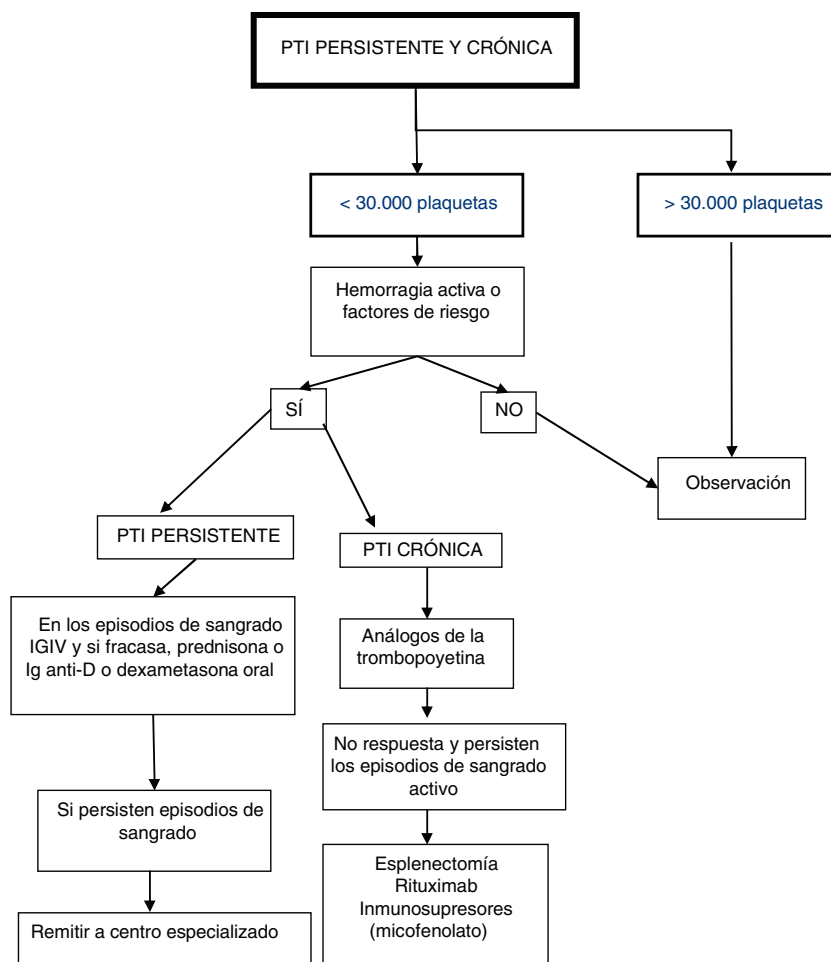 PTI PERSISTENTE Y CRÓNICA
< 30.000 plaquetas
> 30.000 plaquetas
Hemorragia activa o
factores de riesgo
SÍ
NO
Observación
PTI PERSISTENTE
PTI CRÓNICA
En los episodios de sangrado
IGIV y si fracasa, prednisona o
Ig anti-D o dexametasona oral
Análogos de la
trombopoyetina
No respuesta y persisten
los episodios de sangrado
activo
Si persisten episodios de
sangrado
Esplenectomía
Rituximab
Inmunosupresores
(micofenolato)
Remitir a centro especializado